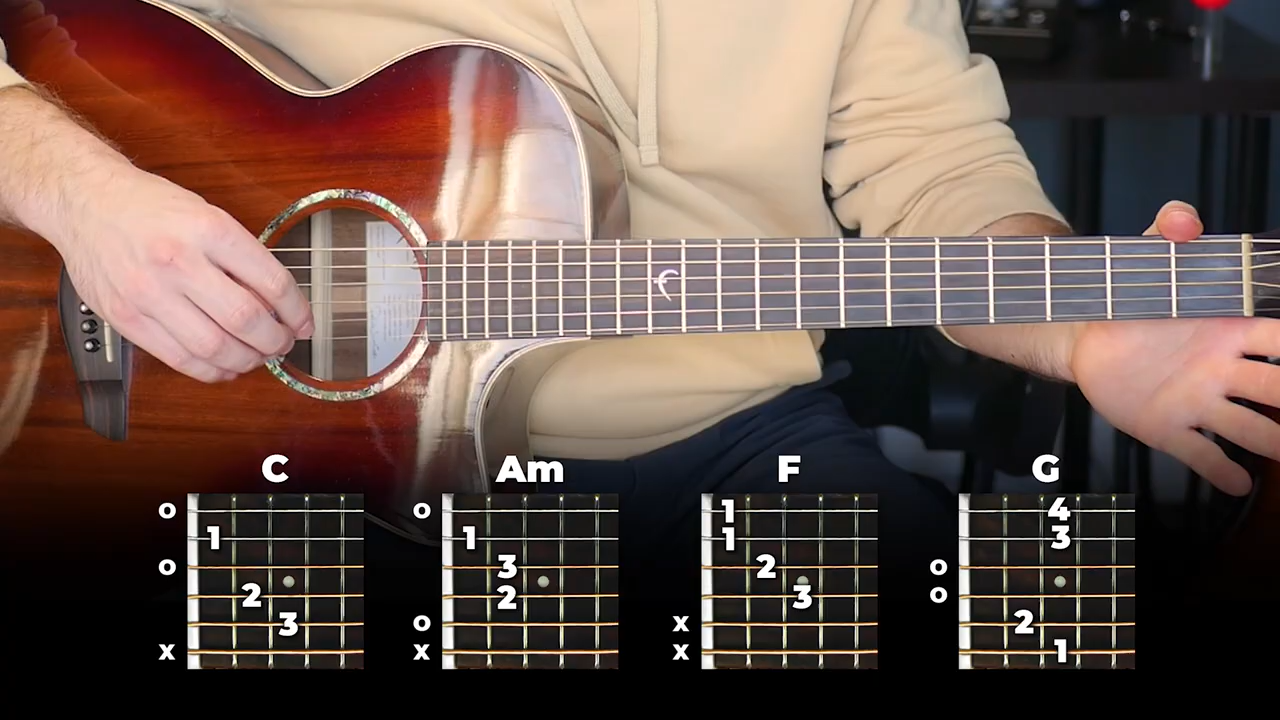 C Am F G
o o 1 4
1 1 1 3
o 3 2 o
2 2 3 o
3 o x 2
x x x 1